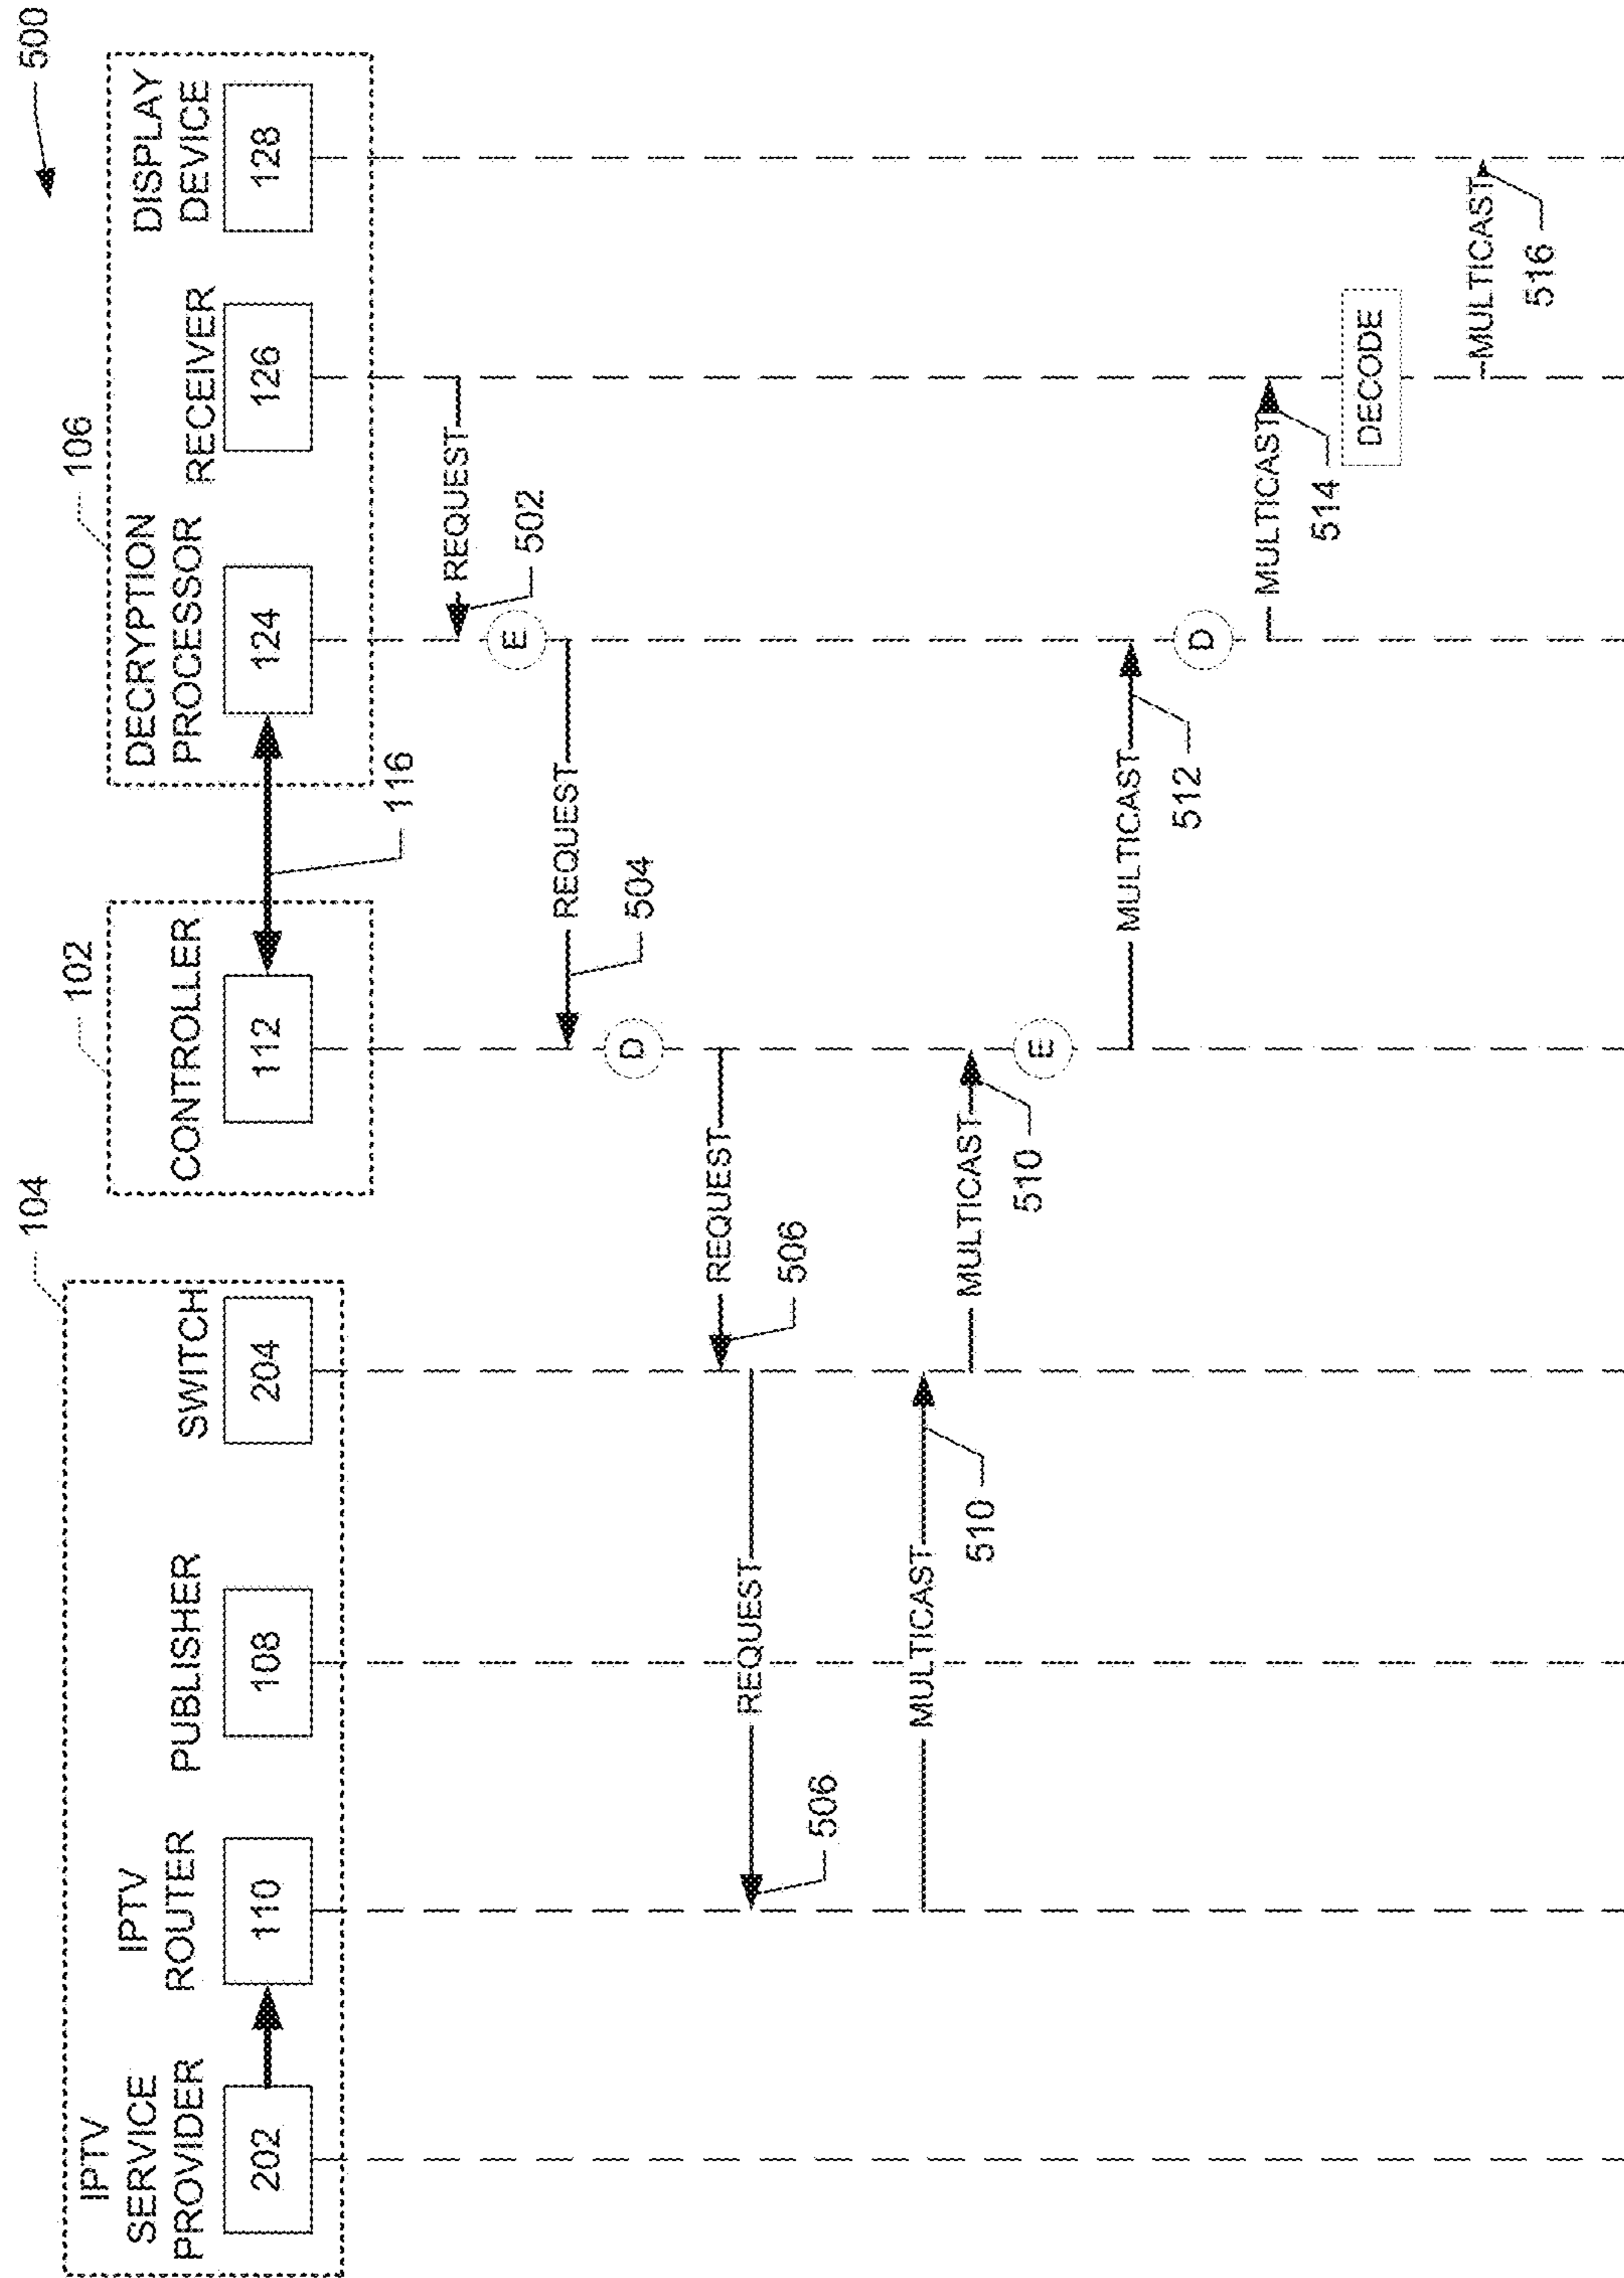 500
104
102
106
IPTV
SERVICE
PROVIDER
202
IPTV
ROUTER
110
PUBLISHER
108
SWITCH
204
CONTROLLER
112
116
DECRYPTION
PROCESSOR
124
RECEIVER
126
DISPLAY
DEVICE
128
REQUEST
502
E
REQUEST
504
D
REQUEST
506
REQUEST
506
MULTICAST
510
MULTICAST
510
E
MULTICAST
512
D
MULTICAST
514
DECODE
MULTICAST
516